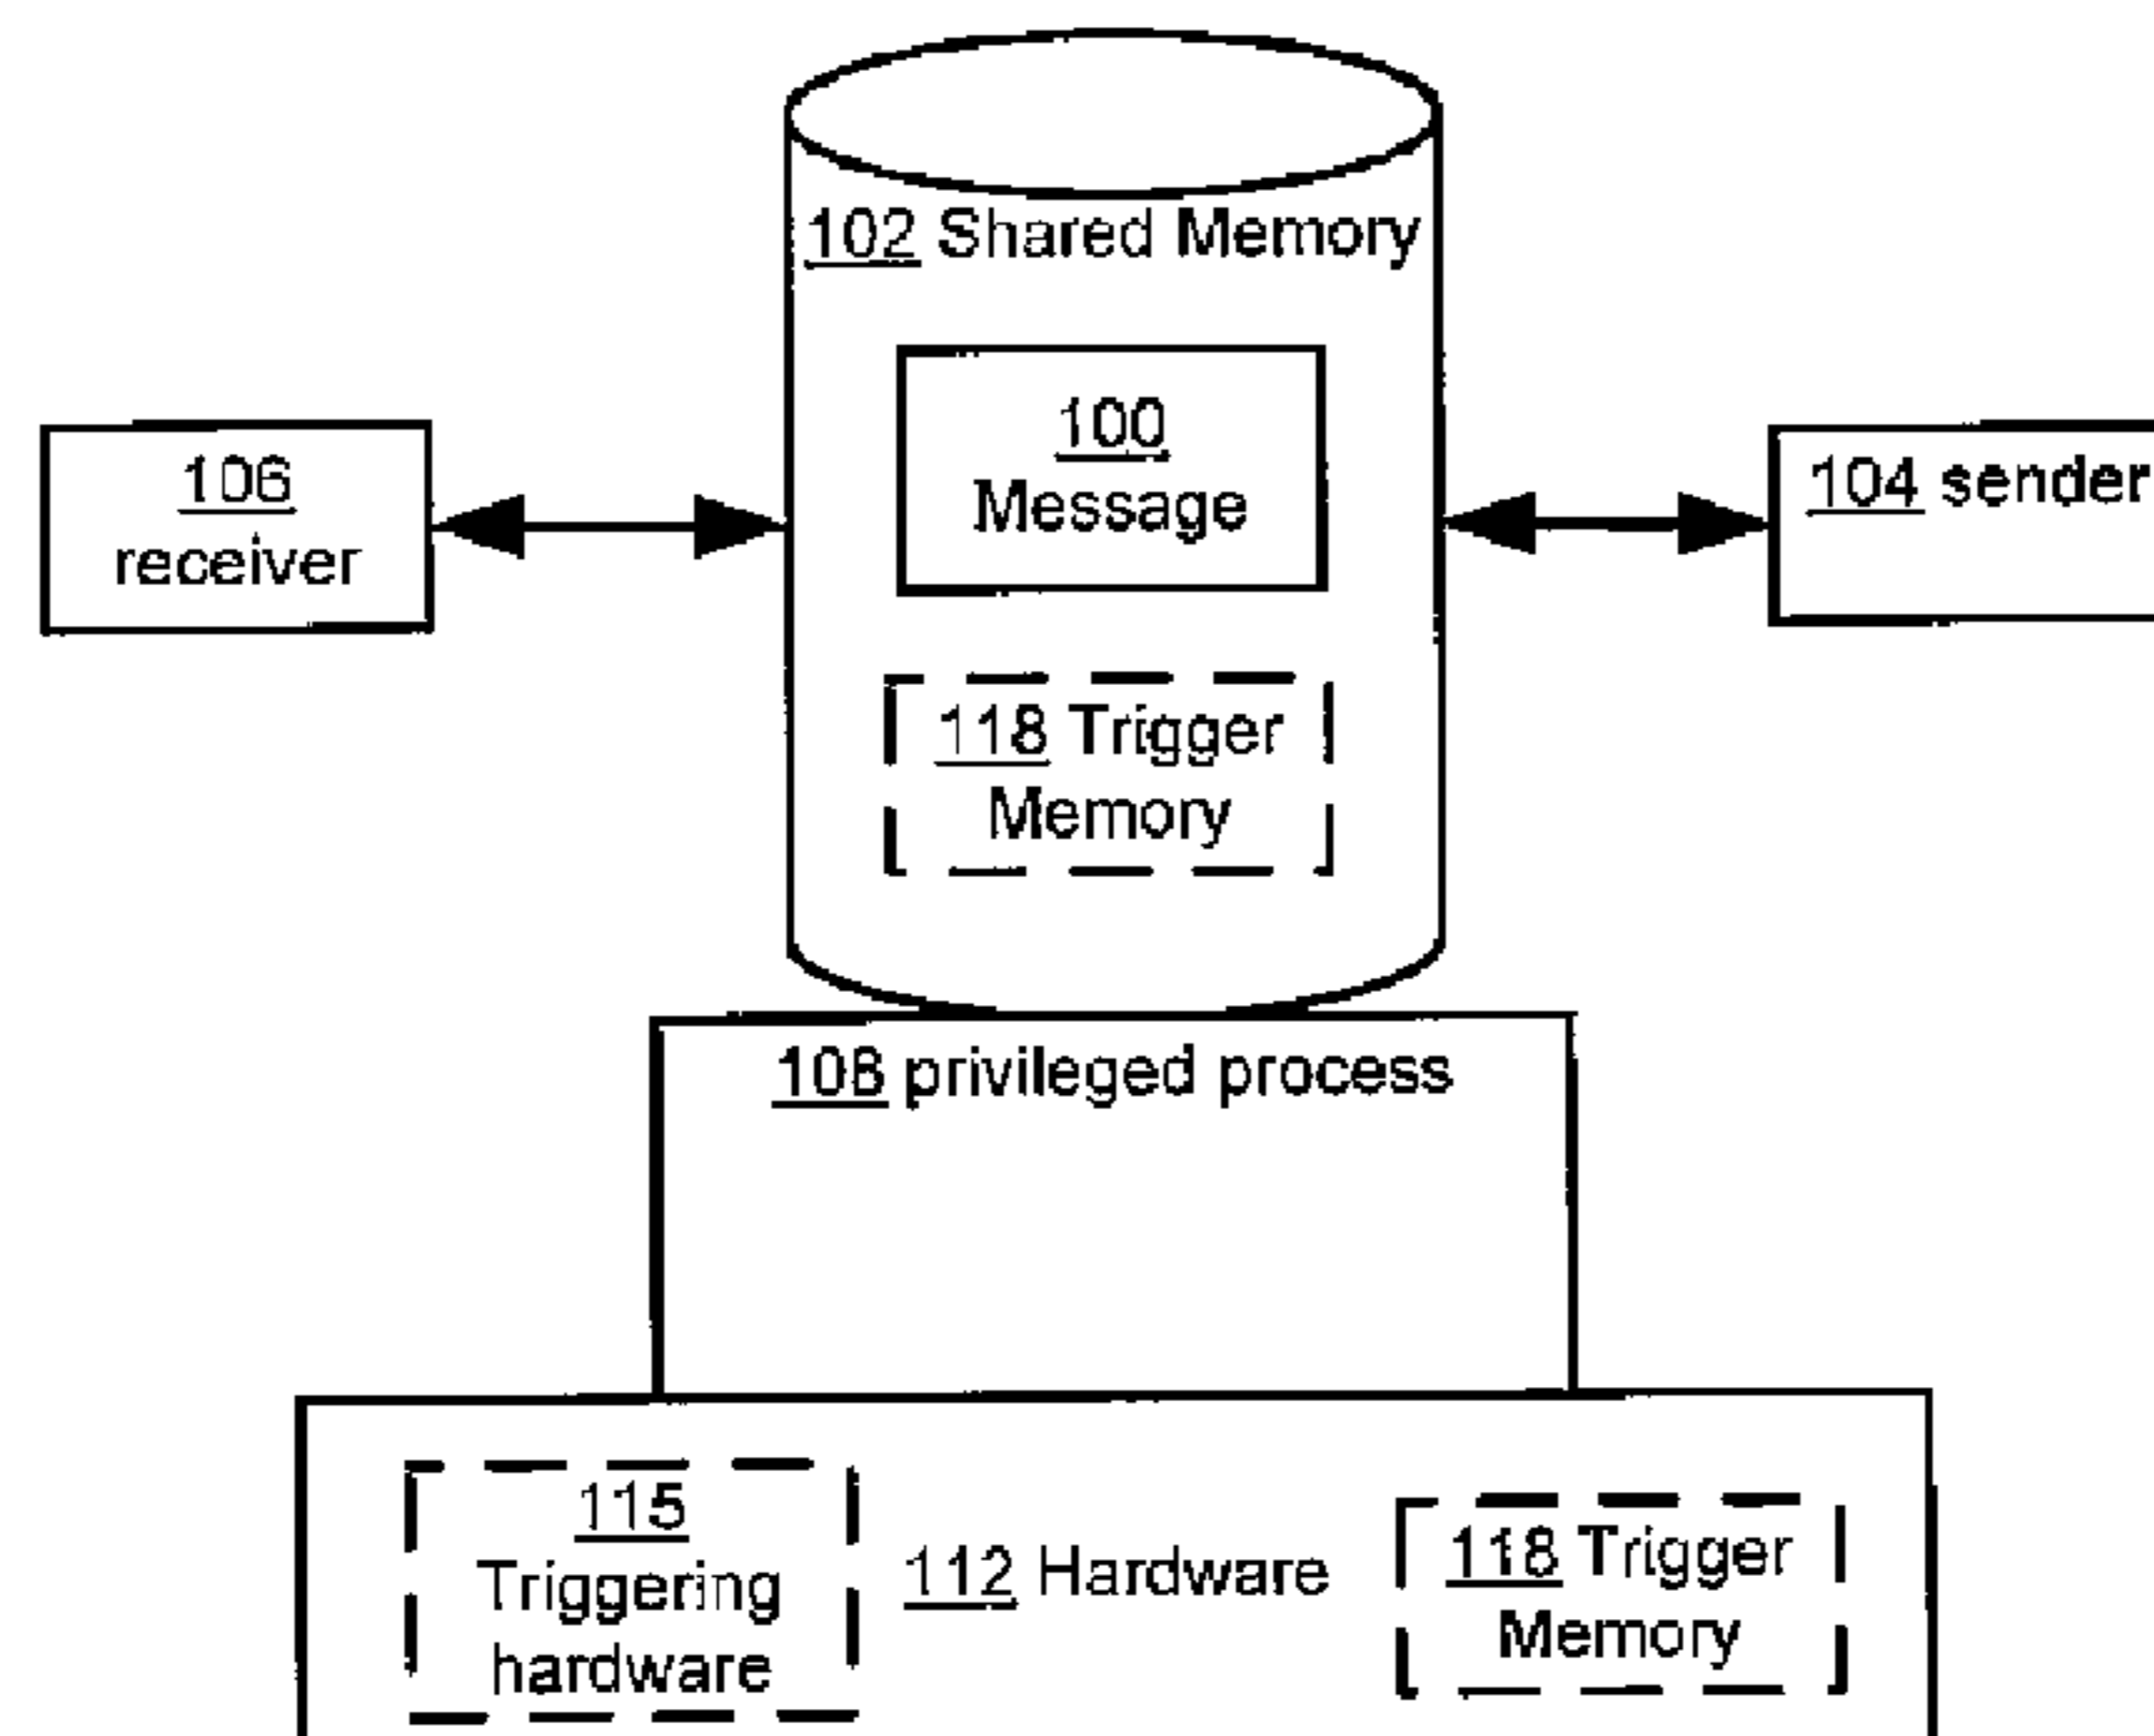 102 Shared Memory
100
Message
106
receiver
104 sender
118 Trigger
Memory
108 privileged process
115
Triggering
hardware
112 Hardware
118 Trigger
Memory